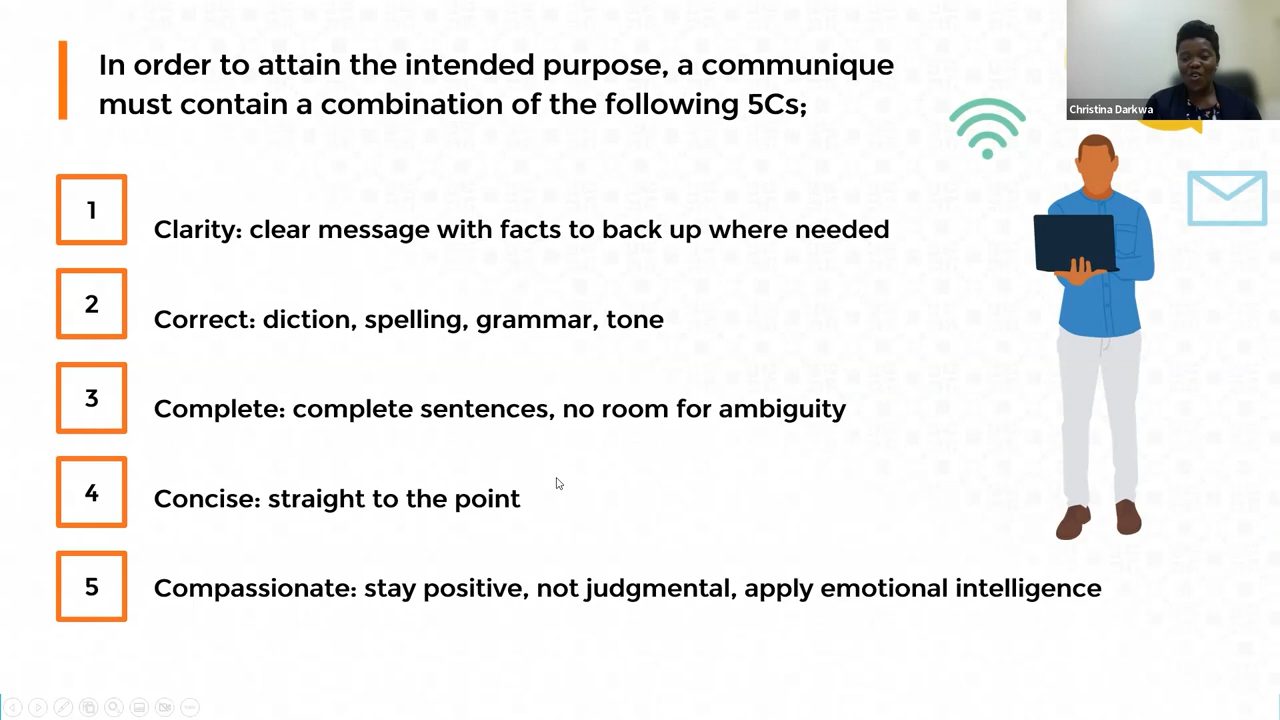 In order to attain the intended purpose, a communique
must contain a combination of the following 5Cs;
Christina Darkwa
1
Clarity: clear message with facts to back up where needed
2
Correct: diction, spelling, grammar, tone
3
Complete: complete sentences, no room for ambiguity
4
Concise: straight to the point
5
Compassionate: stay positive, not judgmental, apply emotional intelligence